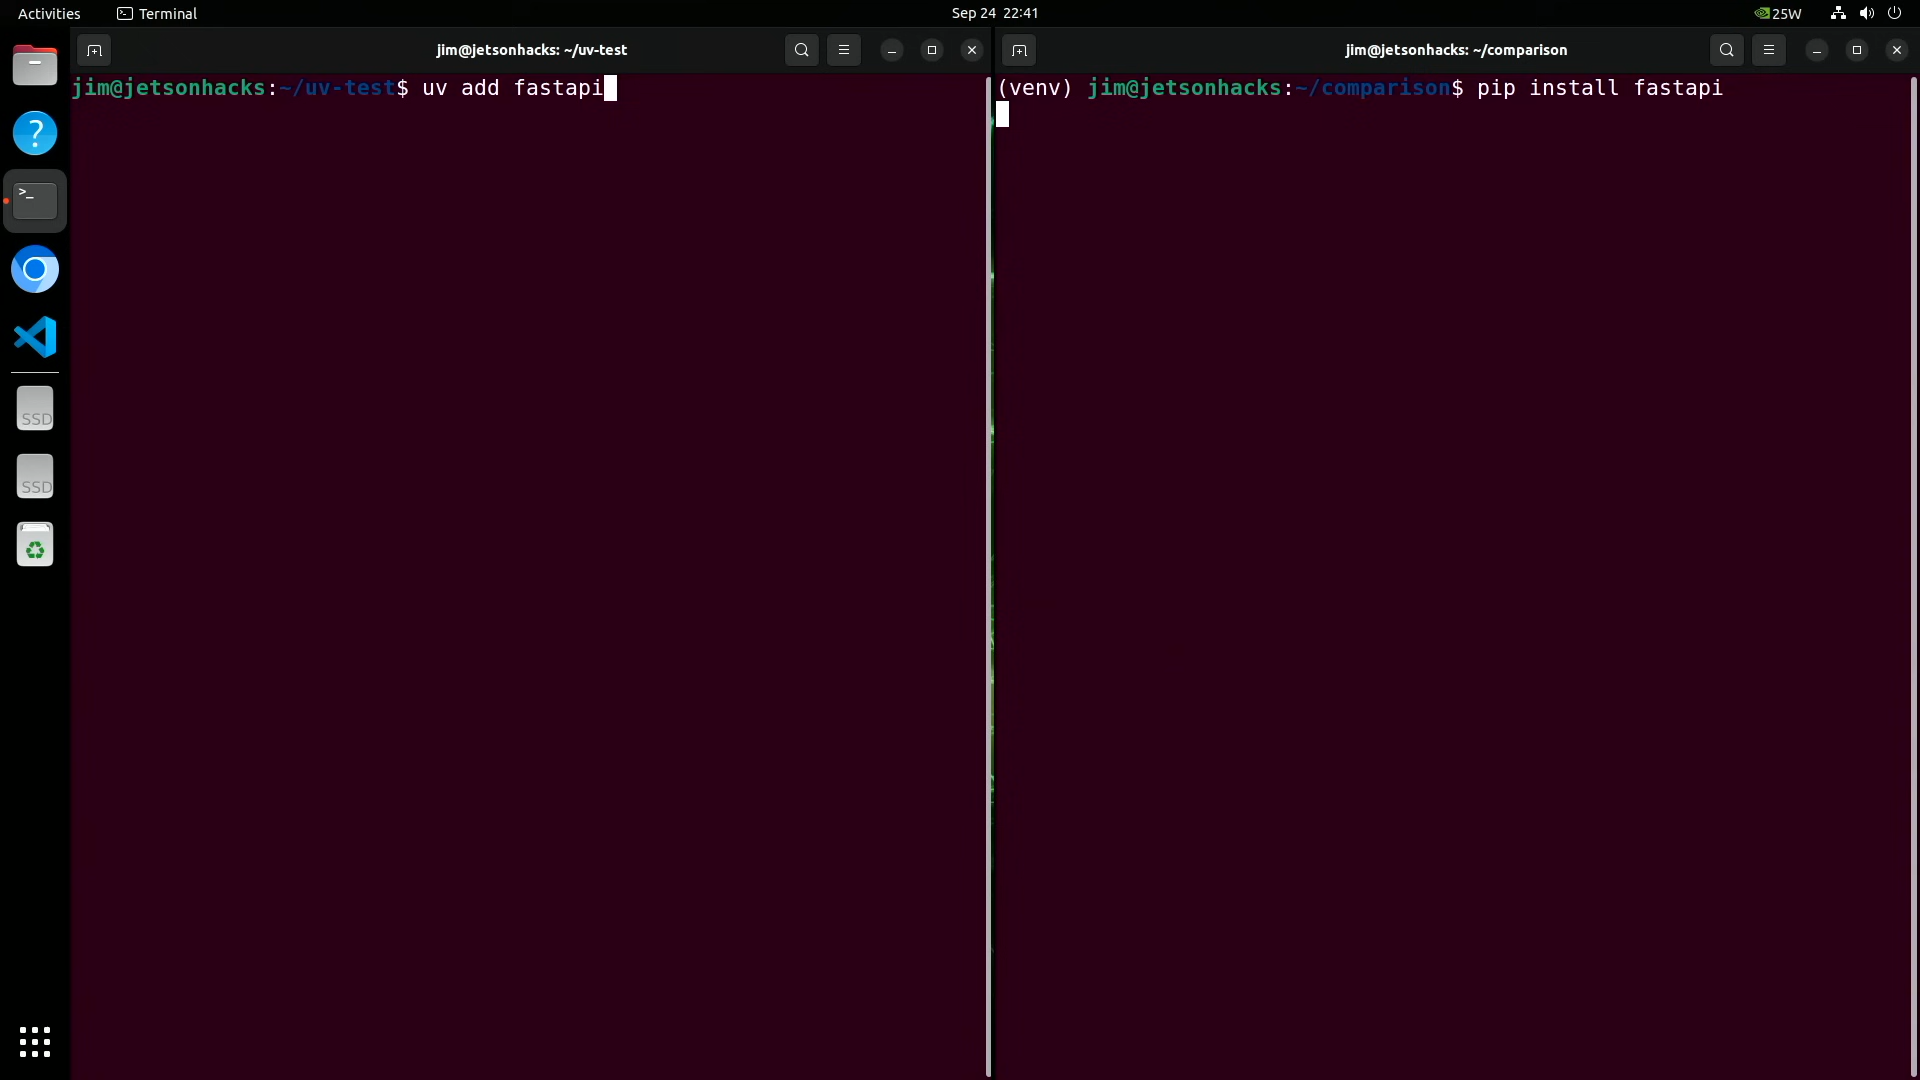 Activities
Terminal
Sep 24 22:41
25W
jim@jetsonhacks: ~/uv-test
jim@jetsonhacks:~/uv-test$ uv add fastapi
jim@jetsonhacks: ~/comparison
(venv) jim@jetsonhacks:~/comparison$ pip install fastapi
?
>_
SSD
SSD